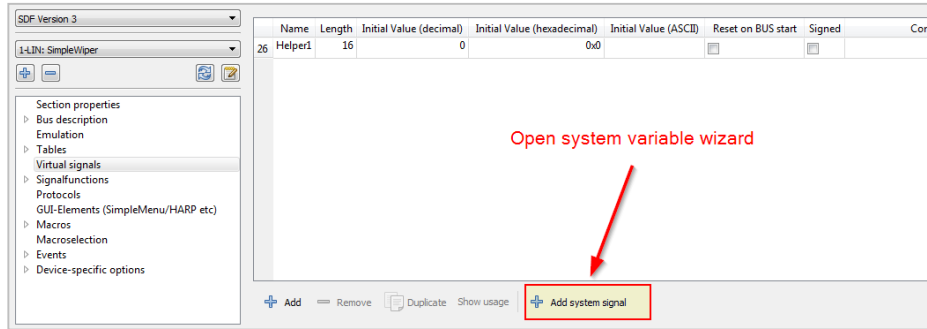 SDF Version 3
1-LIN: SimpleWiper
Section properties
Bus description
Emulation
Tables
Virtual signals
Signalfunctions
Protocols
GUI-Elements (SimpleMenu/HARP etc)
Macros
Macroselection
Events
Device-specific options
Name Length Initial Value (decimal) Initial Value (hexadecimal) Initial Value (ASCII) Reset on BUS start Signed Cor
26 Helper1 16 0 0x0
Open system variable wizard
Add Remove Duplicate Show usage Add system signal